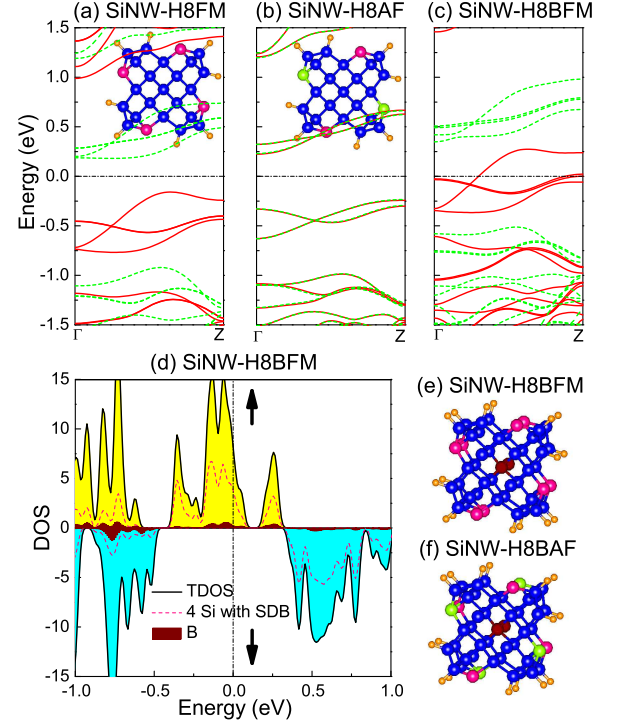 (a) SiNW-H8FM (b) SiNW-H8AF (c) SiNW-H8BFM
1.5
1.0
0.5
0.0
-0.5
-1.0
-1.5
Energy (eV)
Γ Z Γ Z Γ Z
(d) SiNW-H8BFM
15
10
5
0
-5
-10
-15
DOS
TDOS
4 Si with SDB
B
-1.0 -0.5 0.0 0.5 1.0
Energy (eV)
(e) SiNW-H8BFM
(f) SiNW-H8BAF